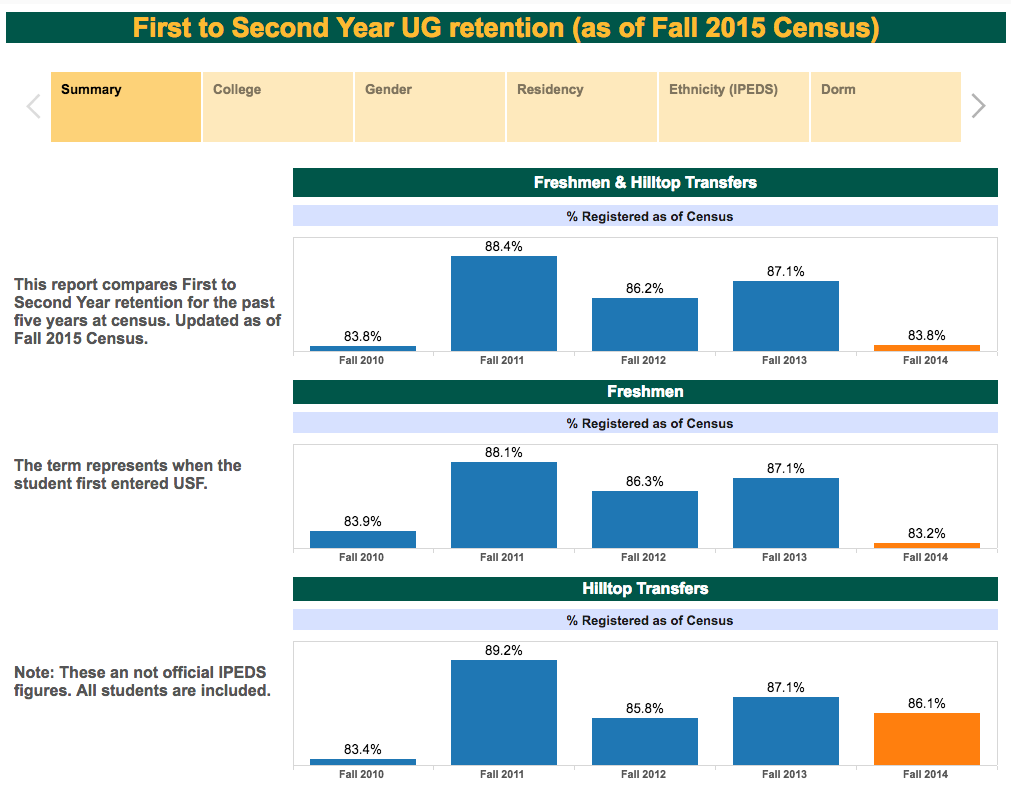 First to Second Year UG retention (as of Fall 2015 Census)
Summary
College
Gender
Residency
Ethnicity (IPEDS)
Dorm
This report compares First to
Second Year retention for the past
five years at census. Updated as of
Fall 2015 Census.
Freshmen & Hilltop Transfers
% Registered as of Census
83.8%
88.4%
86.2%
87.1%
83.8%
Fall 2010
Fall 2011
Fall 2012
Fall 2013
Fall 2014
The term represents when the
student first entered USF.
Freshmen
% Registered as of Census
83.9%
88.1%
86.3%
87.1%
83.2%
Fall 2010
Fall 2011
Fall 2012
Fall 2013
Fall 2014
Note: These an not official IPEDS
figures. All students are included.
Hilltop Transfers
% Registered as of Census
83.4%
89.2%
85.8%
87.1%
86.1%
Fall 2010
Fall 2011
Fall 2012
Fall 2013
Fall 2014